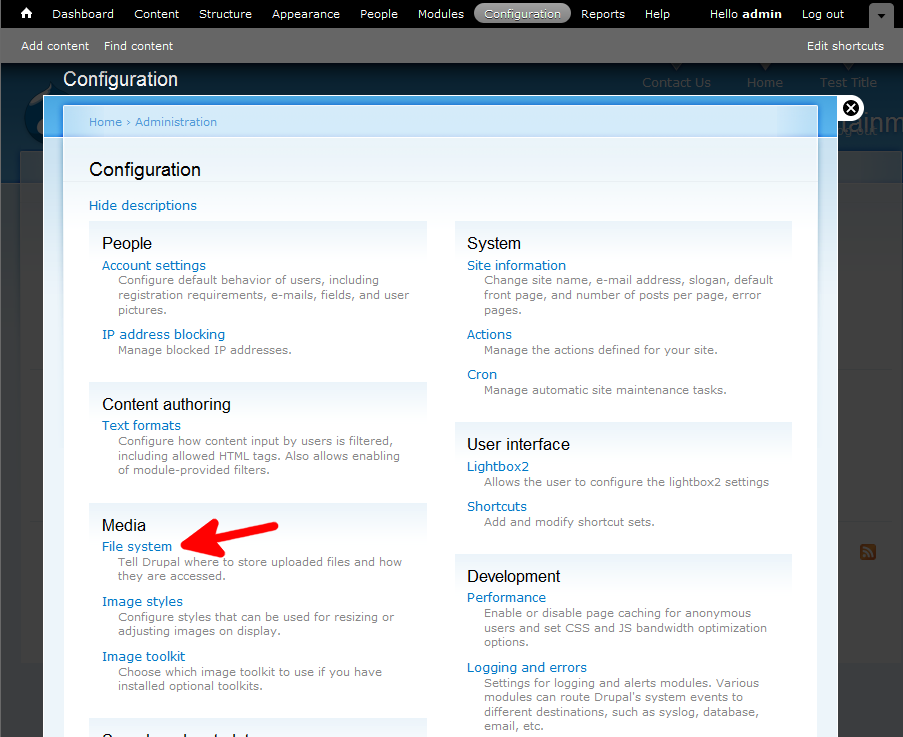 Dashboard Content Structure Appearance People Modules Configuration Reports Help Hello admin Log out
Add content Find content Edit shortcuts
Configuration
Contact Us Home Test Title
Home › Administration
Configuration
Hide descriptions
People
Account settings
Configure default behavior of users, including
registration requirements, e-mails, fields, and user
pictures.
IP address blocking
Manage blocked IP addresses.
Content authoring
Text formats
Configure how content input by users is filtered,
including allowed HTML tags. Also allows enabling
of module-provided filters.
Media
File system
Tell Drupal where to store uploaded files and how
they are accessed.
Image styles
Configure styles that can be used for resizing or
adjusting images on display.
Image toolkit
Choose which image toolkit to use if you have
installed optional toolkits.
System
Site information
Change site name, e-mail address, slogan, default
front page, and number of posts per page, error
pages.
Actions
Manage the actions defined for your site.
Cron
Manage automatic site maintenance tasks.
User interface
Lightbox2
Allows the user to configure the lightbox2 settings
Shortcuts
Add and modify shortcut sets.
Development
Performance
Enable or disable page caching for anonymous
users and set CSS and JS bandwidth optimization
options.
Logging and errors
Settings for logging and alerts modules. Various
modules can route Drupal's system events to
different destinations, such as syslog, database,
email, etc.